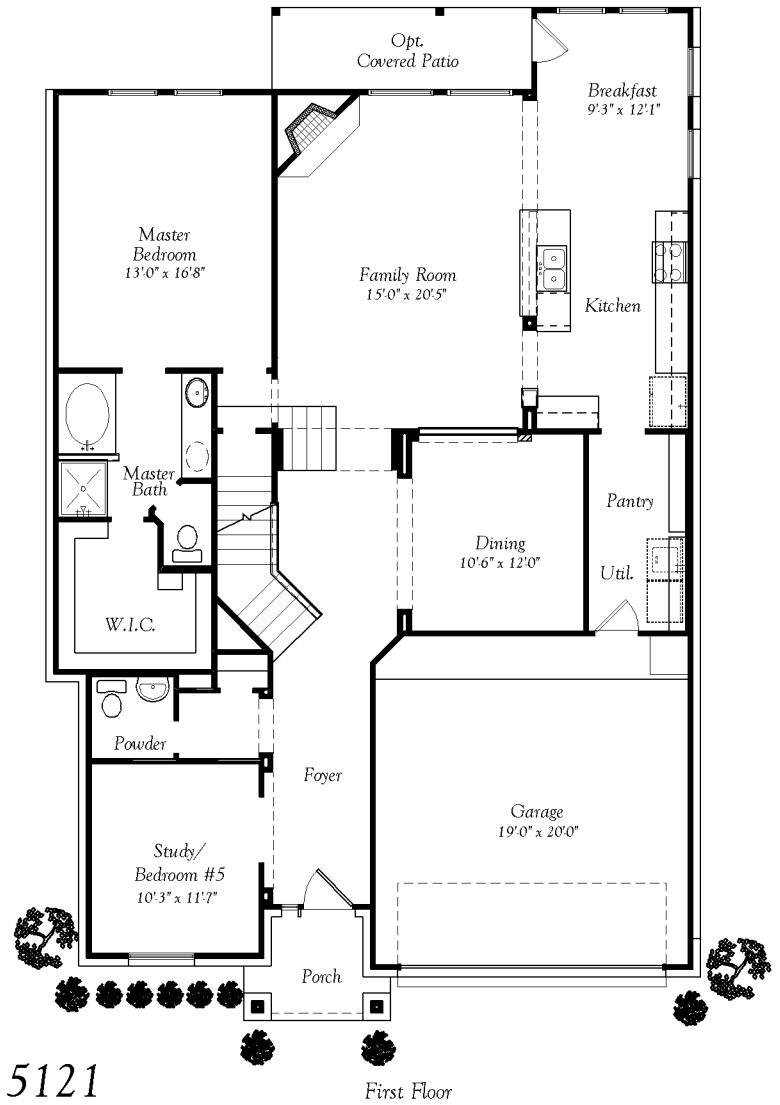 Opt.
Covered Patio
Breakfast
9'-3" x 12'-1"
Master
Bedroom
13'-0" x 16'-8"
Family Room
15'-0" x 20'-5"
Kitchen
Master
Bath
Pantry
Dining
10'-6" x 12'-0"
Util.
W.I.C.
Powder
Foyer
Garage
19'-0" x 20'-0"
Study/
Bedroom #5
10'-3" x 11'-7"
Porch
5121
First Floor